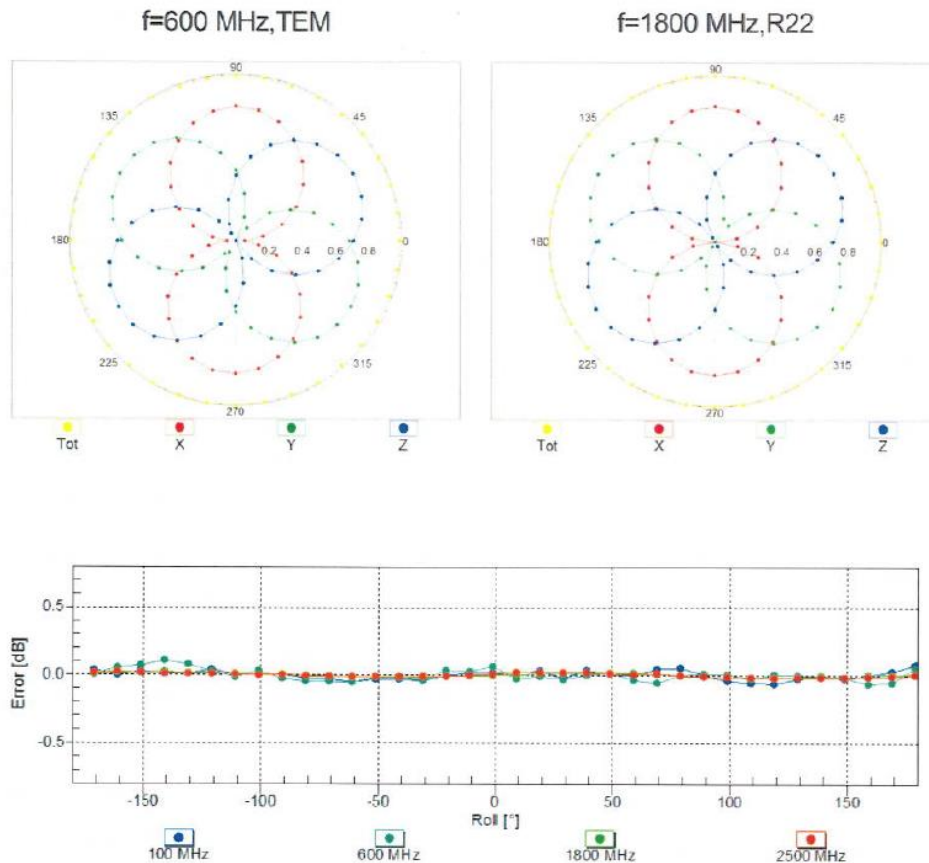 f=600 MHz,TEM
f=1800 MHz,R22
90
135
45
180
0.2 0.4 0.6 0.8
0
225
315
270
Tot X Y Z
90
135
45
180
0.2 0.4 0.6 0.8
0
225
315
270
Tot X Y Z
Error [dB]
0.5
0.0
-0.5
-150 -100 -50 0 50 100 150
Roll [°]
100 MHz 600 MHz 1800 MHz 2500 MHz